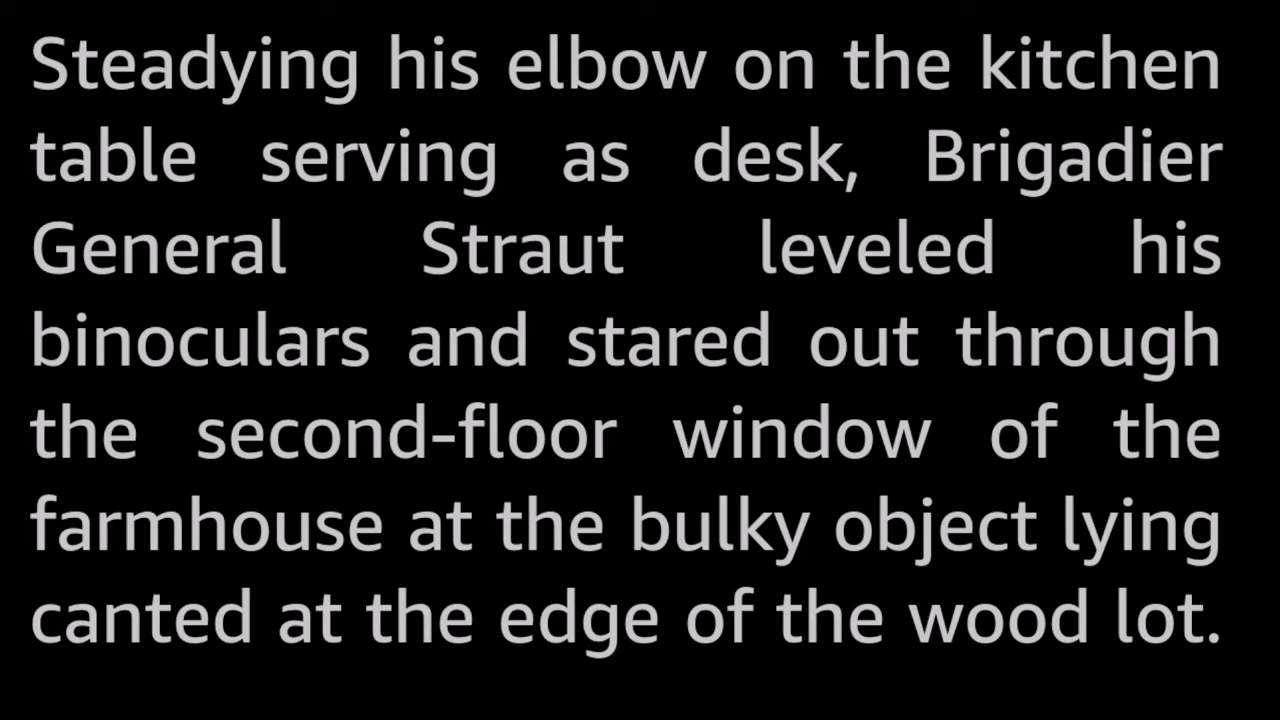 Steadying his elbow on the kitchen
table serving as desk, Brigadier
General Straut leveled his
binoculars and stared out through
the second-floor window of the
farmhouse at the bulky object lying
canted at the edge of the wood lot.